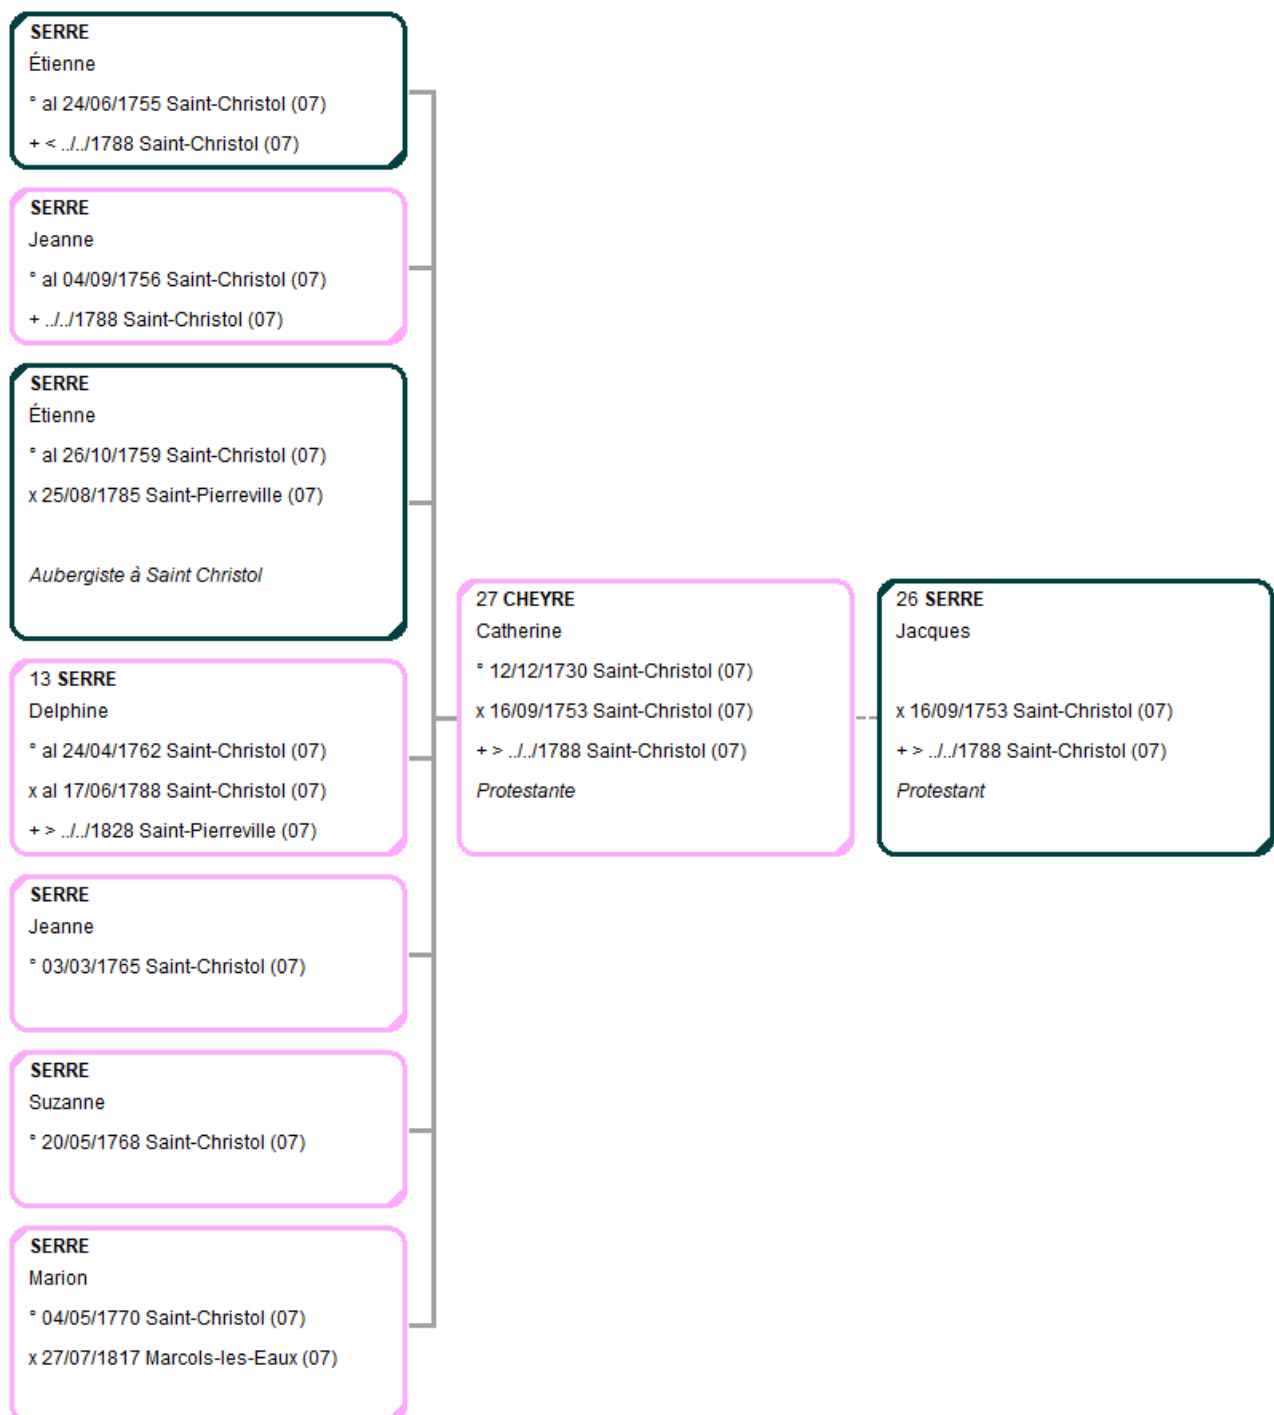 SERRE
Étienne
° al 24/06/1755 Saint-Christol (07)
+ < ../../1788 Saint-Christol (07)
SERRE
Jeanne
° al 04/09/1756 Saint-Christol (07)
+ ../../1788 Saint-Christol (07)
SERRE
Étienne
° al 26/10/1759 Saint-Christol (07)
x 25/08/1785 Saint-Pierreville (07)
Aubergiste à Saint Christol
13 SERRE
Delphine
° al 24/04/1762 Saint-Christol (07)
x al 17/06/1788 Saint-Christol (07)
+ > ../../1828 Saint-Pierreville (07)
SERRE
Jeanne
° 03/03/1765 Saint-Christol (07)
SERRE
Suzanne
° 20/05/1768 Saint-Christol (07)
SERRE
Marion
° 04/05/1770 Saint-Christol (07)
x 27/07/1817 Marcols-les-Eaux (07)
27 CHEYRE
Catherine
° 12/12/1730 Saint-Christol (07)
x 16/09/1753 Saint-Christol (07)
+ > ../../1788 Saint-Christol (07)
Protestante
26 SERRE
Jacques
x 16/09/1753 Saint-Christol (07)
+ > ../../1788 Saint-Christol (07)
Protestant